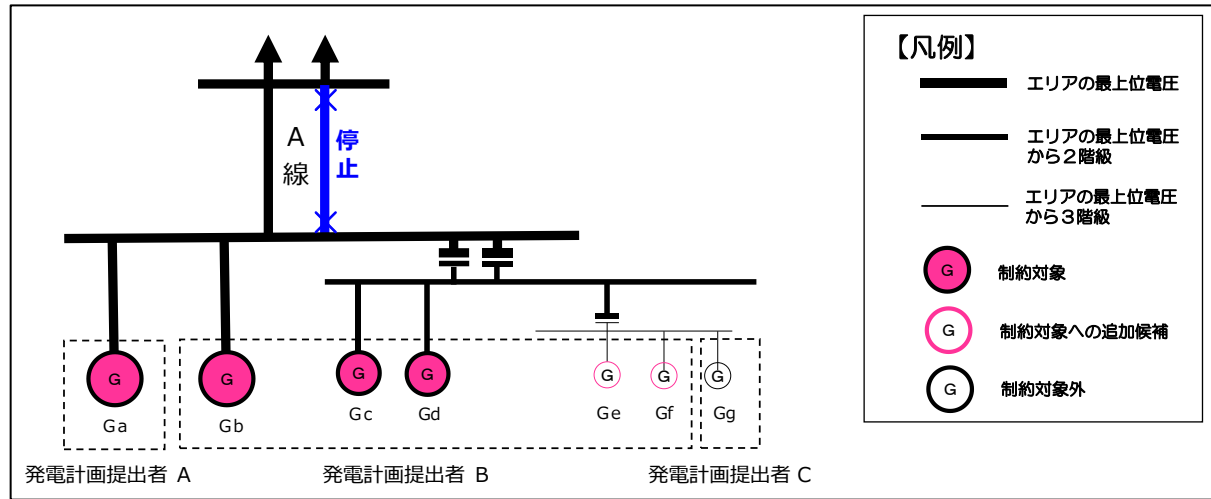 【凡例】
エリアの最上位電圧
エリアの最上位電圧
から2階級
エリアの最上位電圧
から3階級
G 制約対象
G 制約対象への追加候補
G 制約対象外
A
線
停
止
G G G G G G G
Ga Gb Gc Gd Ge Gf Gg
発電計画提出者 A 発電計画提出者 B 発電計画提出者 C